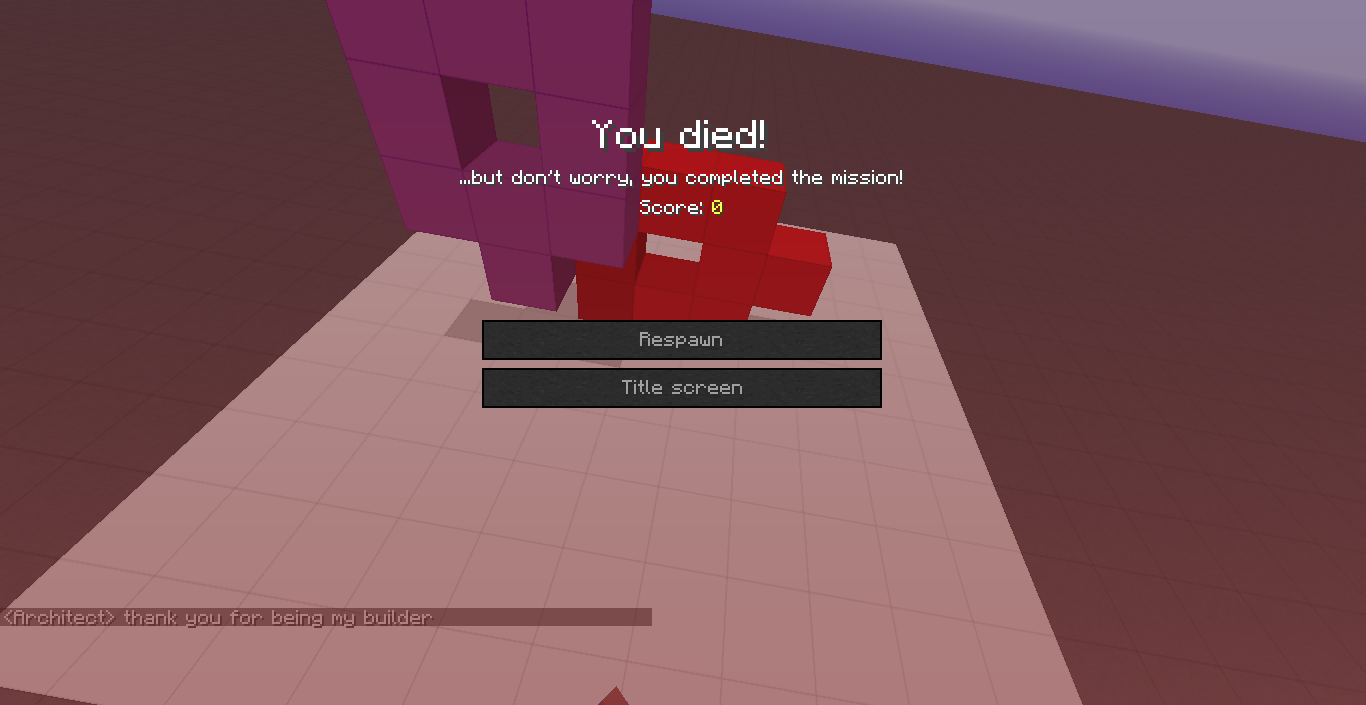 You died!
...but don't worry, you completed the mission!
Score: 0
Respawn
Title screen
<Architect> thank you for being my builder